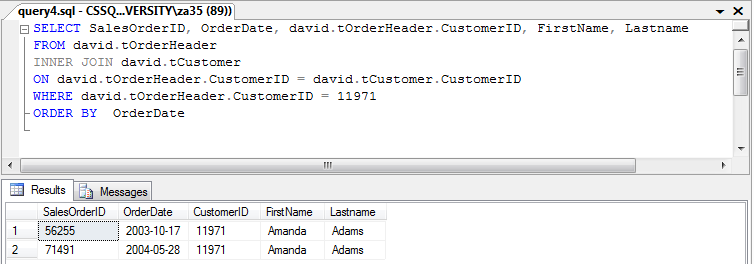 query4.sql - CSSQ...VERSITY\za35 (89))
SELECT SalesOrderID, OrderDate, david.tOrderHeader.CustomerID, FirstName, Lastname
FROM david.tOrderHeader
INNER JOIN david.tCustomer
ON david.tOrderHeader.CustomerID = david.tCustomer.CustomerID
WHERE david.tOrderHeader.CustomerID = 11971
ORDER BY  OrderDate
Results Messages
SalesOrderID OrderDate CustomerID FirstName Lastname
1 56255 2003-10-17 11971 Amanda Adams
2 71491 2004-05-28 11971 Amanda Adams